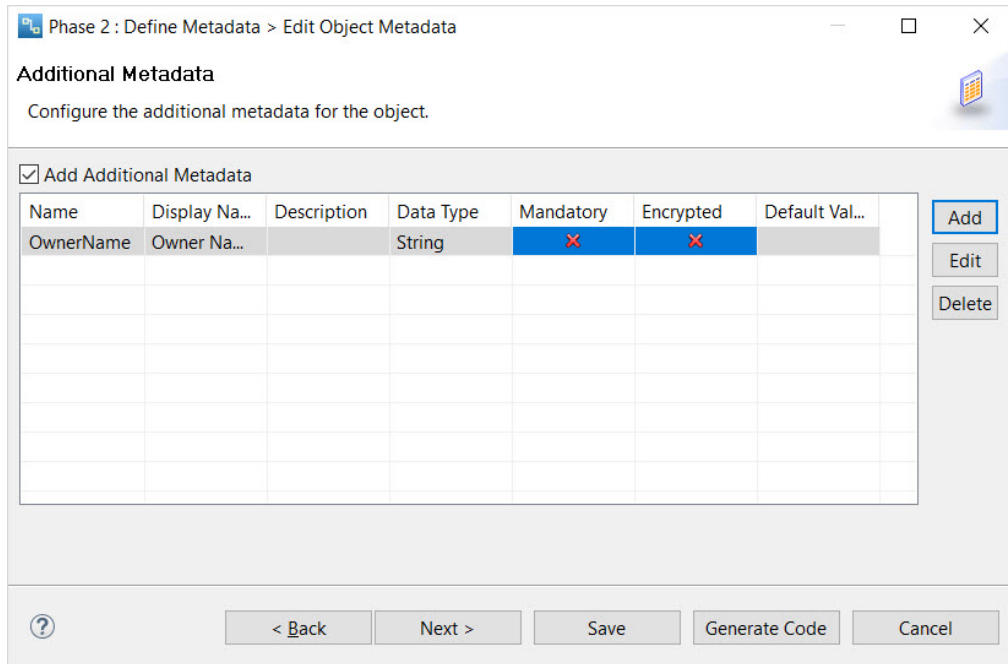 Phase 2 : Define Metadata > Edit Object Metadata
Additional Metadata
Configure the additional metadata for the object.
Add Additional Metadata
Name Display Na... Description Data Type Mandatory Encrypted Default Val...
OwnerName Owner Na... String
Add
Edit
Delete
? < Back Next > Save Generate Code Cancel